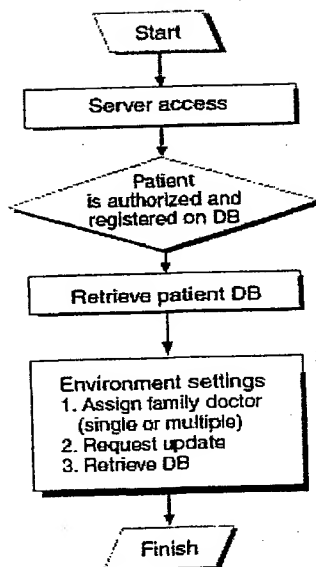 Start
Server access
Patient
is authorized and
registered on DB
Retrieve patient DB
Environment settings
1. Assign family doctor
(single or multiple)
2. Request update
3. Retrieve DB
Finish